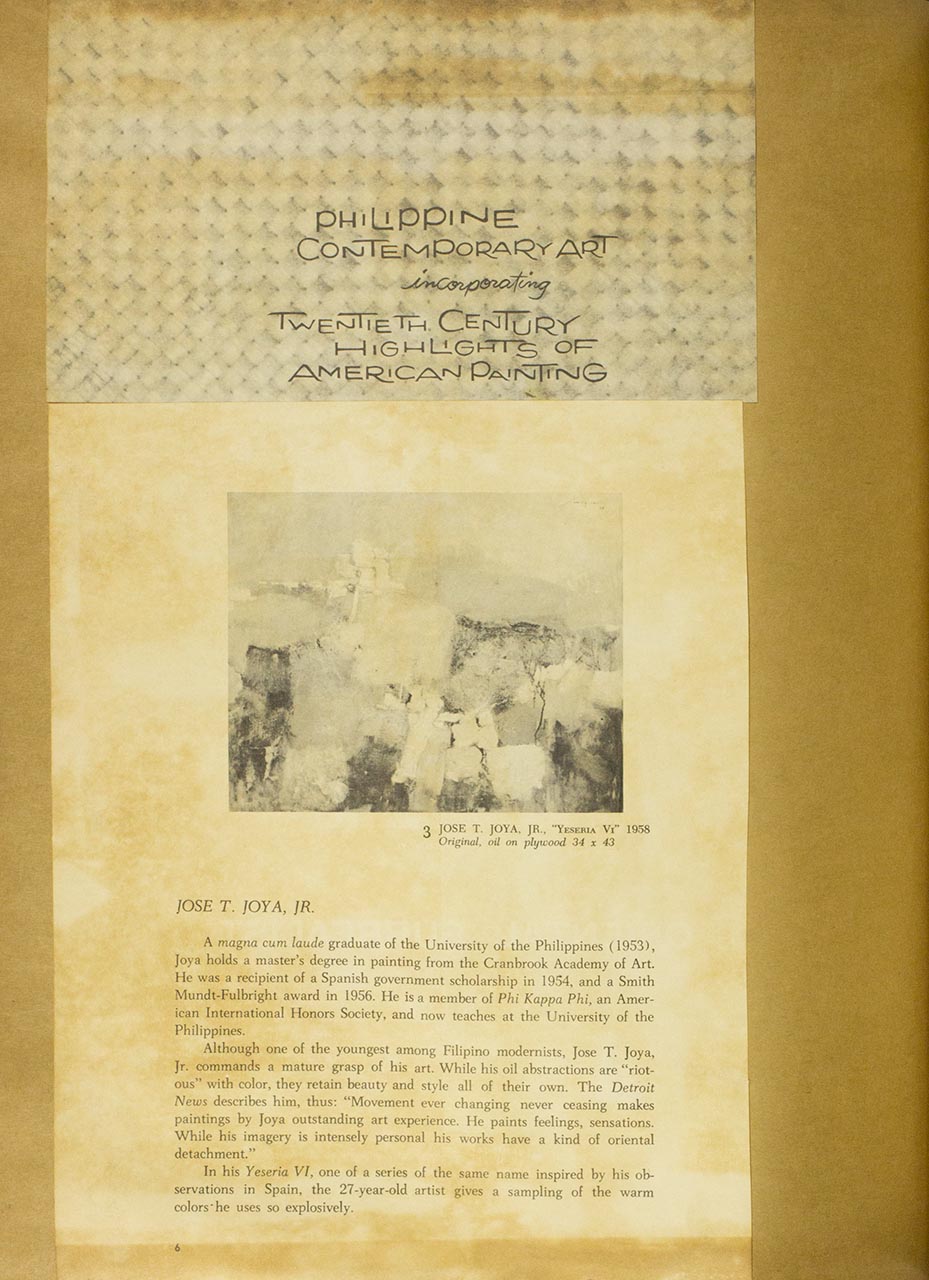 PHILIPPINE
CONTEMPORARY ART
incorporating
TWENTIETH CENTURY
HIGHLIGHTS OF
AMERICAN PAINTING
3 JOSE T. JOYA, JR., "YESERIA VI" 1958
Original, oil on plywood 34 x 43
JOSE T. JOYA, JR.
A magna cum laude graduate of the University of the Philippines (1953),
Joya holds a master's degree in painting from the Cranbrook Academy of Art.
He was a recipient of a Spanish government scholarship in 1954, and a Smith
Mundt-Fulbright award in 1956. He is a member of Phi Kappa Phi, an Amer-
ican International Honors Society, and now teaches at the University of the
Philippines.
Although one of the youngest among Filipino modernists, Jose T. Joya,
Jr. commands a mature grasp of his art. While his oil abstractions are "riot-
ous" with color, they retain beauty and style all of their own. The Detroit
News describes him, thus: "Movement ever changing never ceasing makes
paintings by Joya outstanding art experience. He paints feelings, sensations.
While his imagery is intensely personal his works have a kind of oriental
detachment."
In his Yeseria VI, one of a series of the same name inspired by his ob-
servations in Spain, the 27-year-old artist gives a sampling of the warm
colors he uses so explosively.
6